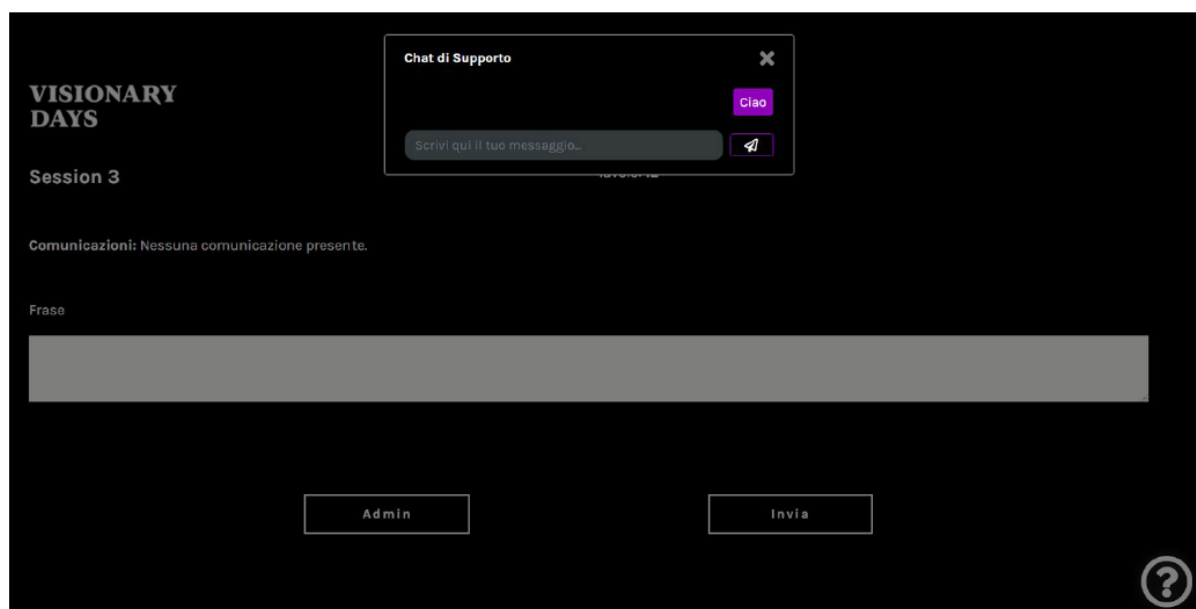 Chat di Supporto
VISIONARY
DAYS
Ciao
Scrivi qui il tuo messaggio...
Session 3
Comunicazioni: Nessuna comunicazione presente.
Frase
Admin
Invia